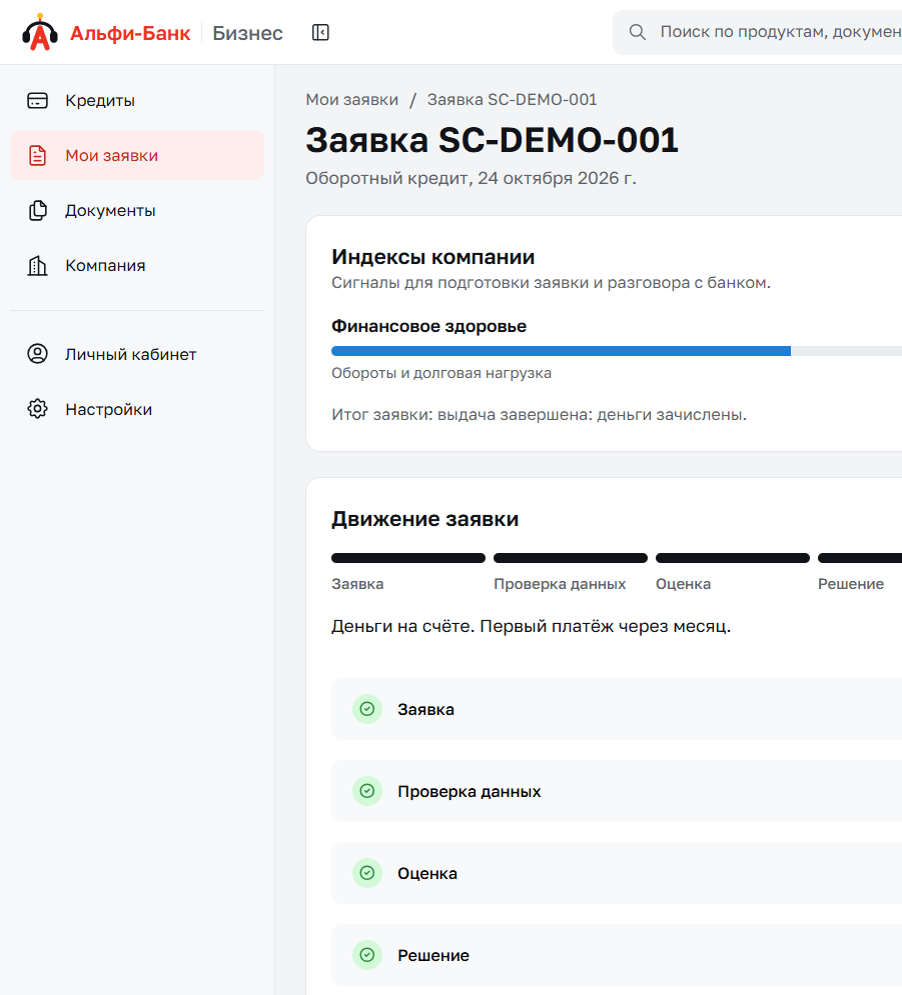 Альфи-Банк
Бизнес
Поиск по продуктам, докумен
Кредиты
Мои заявки
Документы
Компания
Личный кабинет
Настройки
Мои заявки / Заявка SC-DEMO-001
Заявка SC-DEMO-001
Оборотный кредит, 24 октября 2026 г.
Индексы компании
Сигналы для подготовки заявки и разговора с банком.
Финансовое здоровье
Обороты и долговая нагрузка
Итог заявки: выдача завершена: деньги зачислены.
Движение заявки
Заявка
Проверка данных
Оценка
Решение
Деньги на счёте. Первый платёж через месяц.
Заявка
Проверка данных
Оценка
Решение